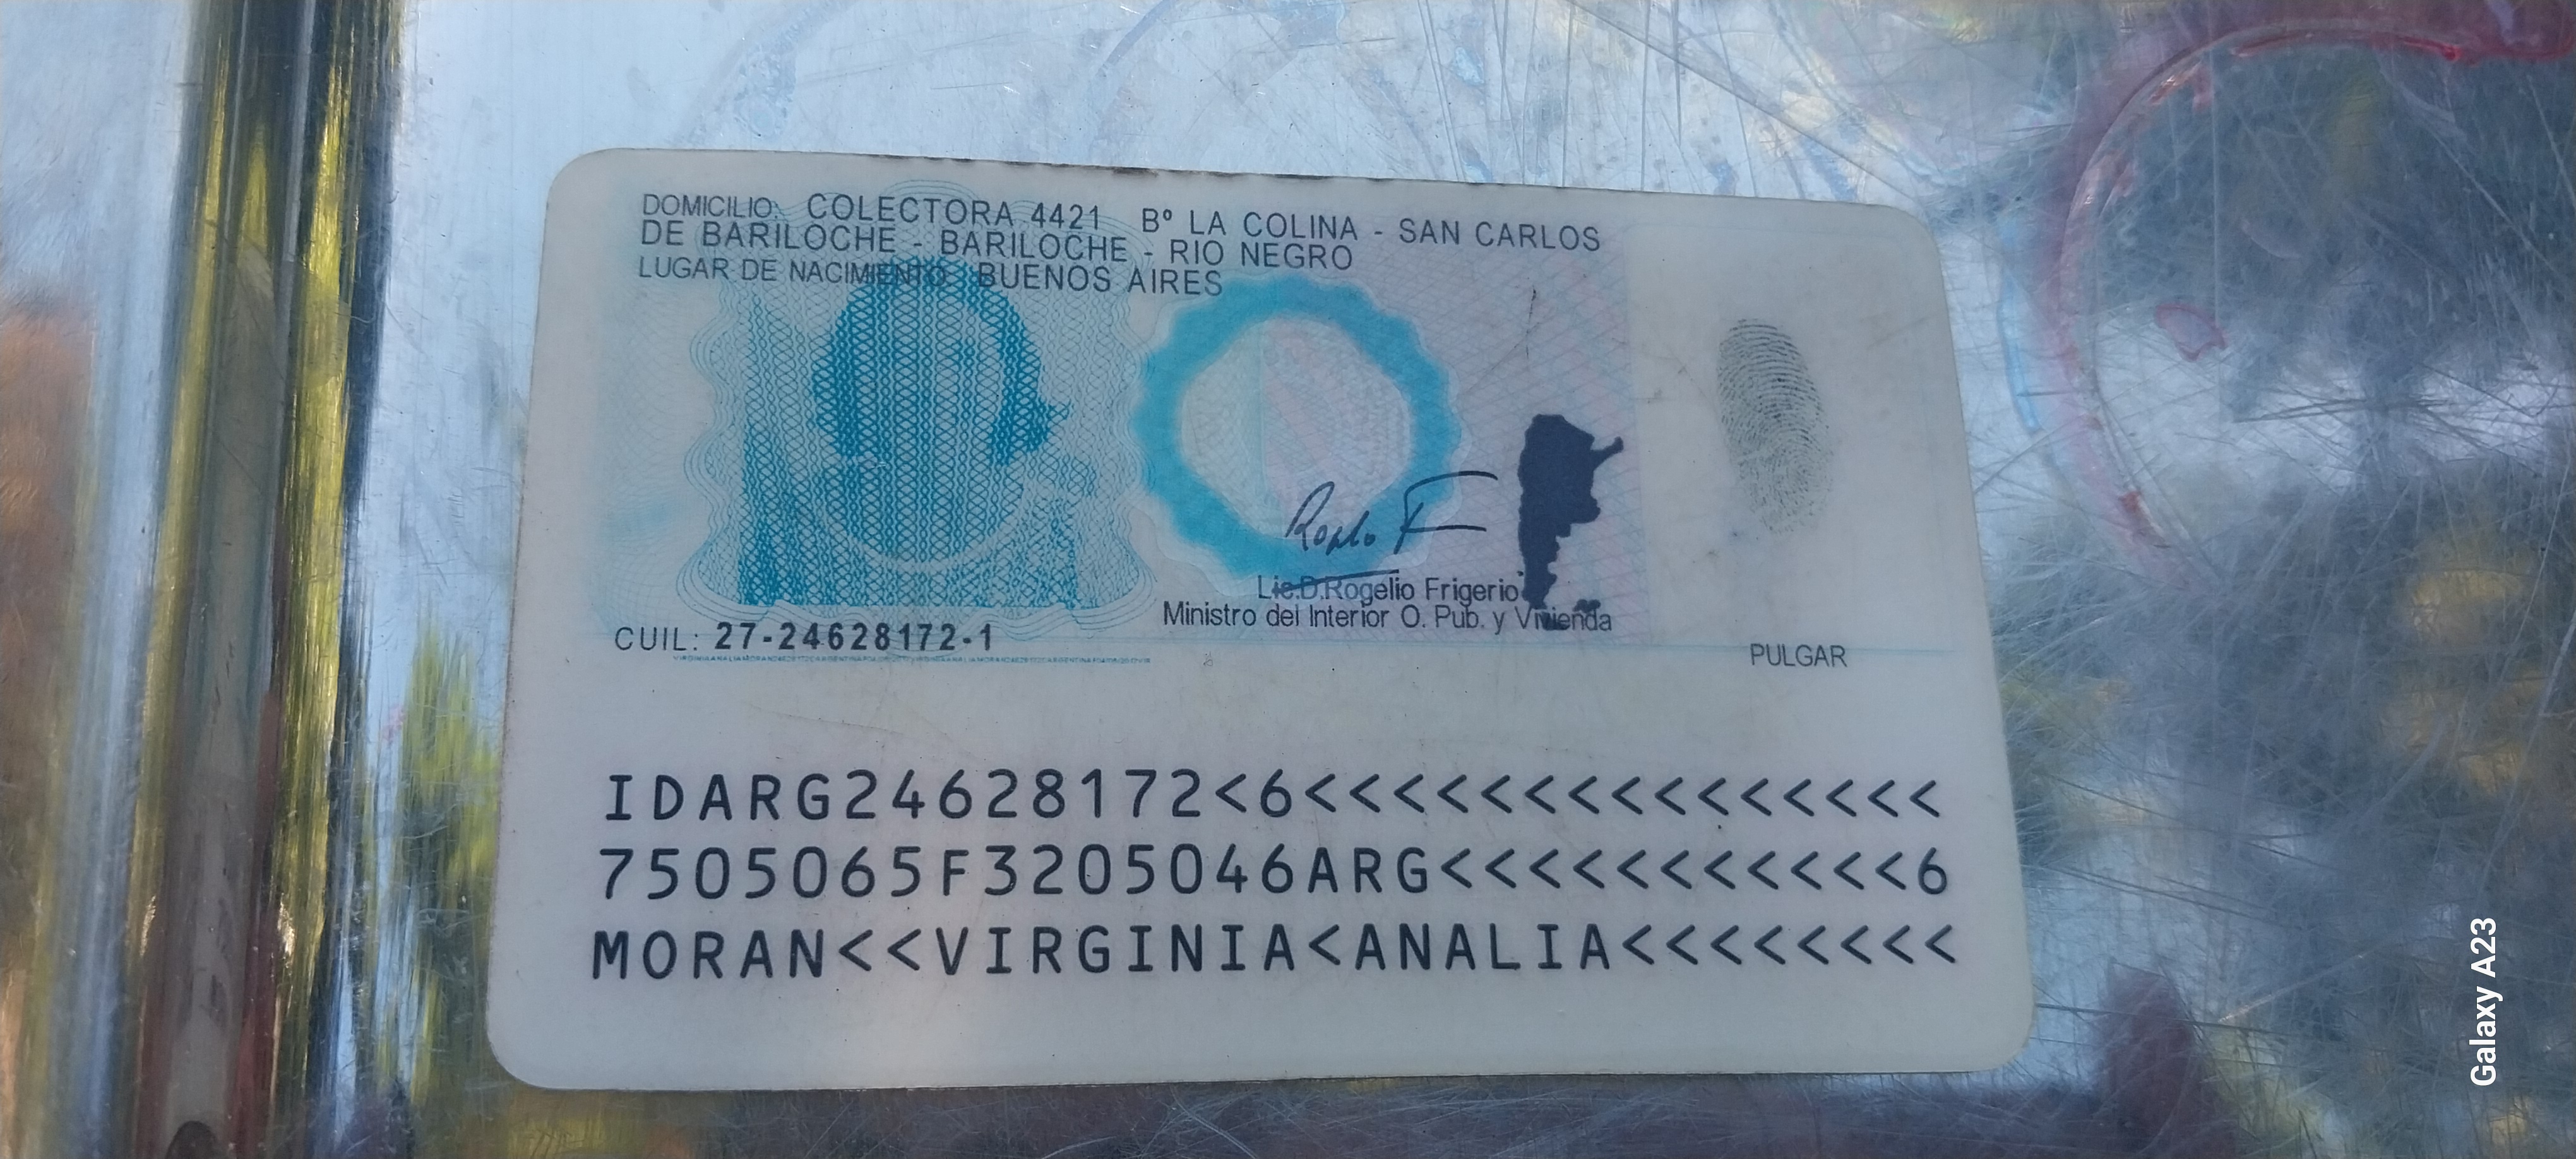 DOMICILIO: COLECTORA 4421 Bº LA COLINA - SAN CARLOS
DE BARILOCHE - BARILOCHE - RIO NEGRO
LUGAR DE NACIMIENTO: BUENOS AIRES
Lic.D.Rogelio Frigerio
Ministro del Interior O. Pub. y Vivienda
CUIL: 27-24628172-1
PULGAR
IDARG24628172<6<<<<<<<<<<<<<<<
7505065F3205046ARG<<<<<<<<<<<6
MORAN<<VIRGINIA<ANALIA<<<<<<<<
Galaxy A23